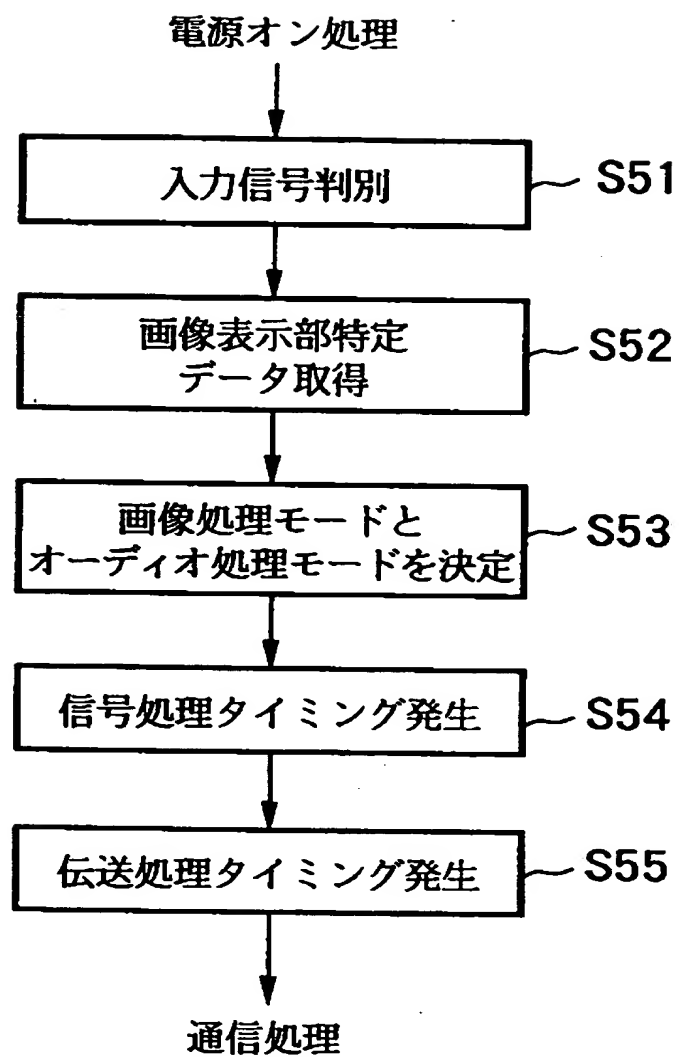 電源オン処理
入力信号判別
S51
画像表示部特定
データ取得
S52
画像処理モードと
オーディオ処理モードを決定
S53
信号処理タイミング発生
S54
伝送処理タイミング発生
S55
通信処理